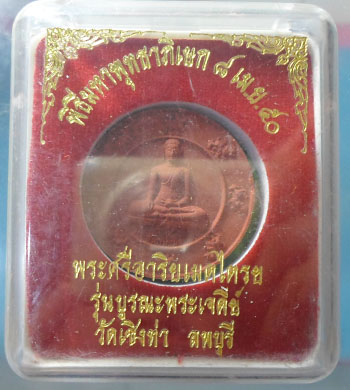 พิธีมหาพุทธาภิเษก ๗ เม.ย. ๕๐
พระศรีอาริยเมตไตรย
รุ่นบูรณะพระเจดีย์
วัดเชิงท่า ลพบุรี